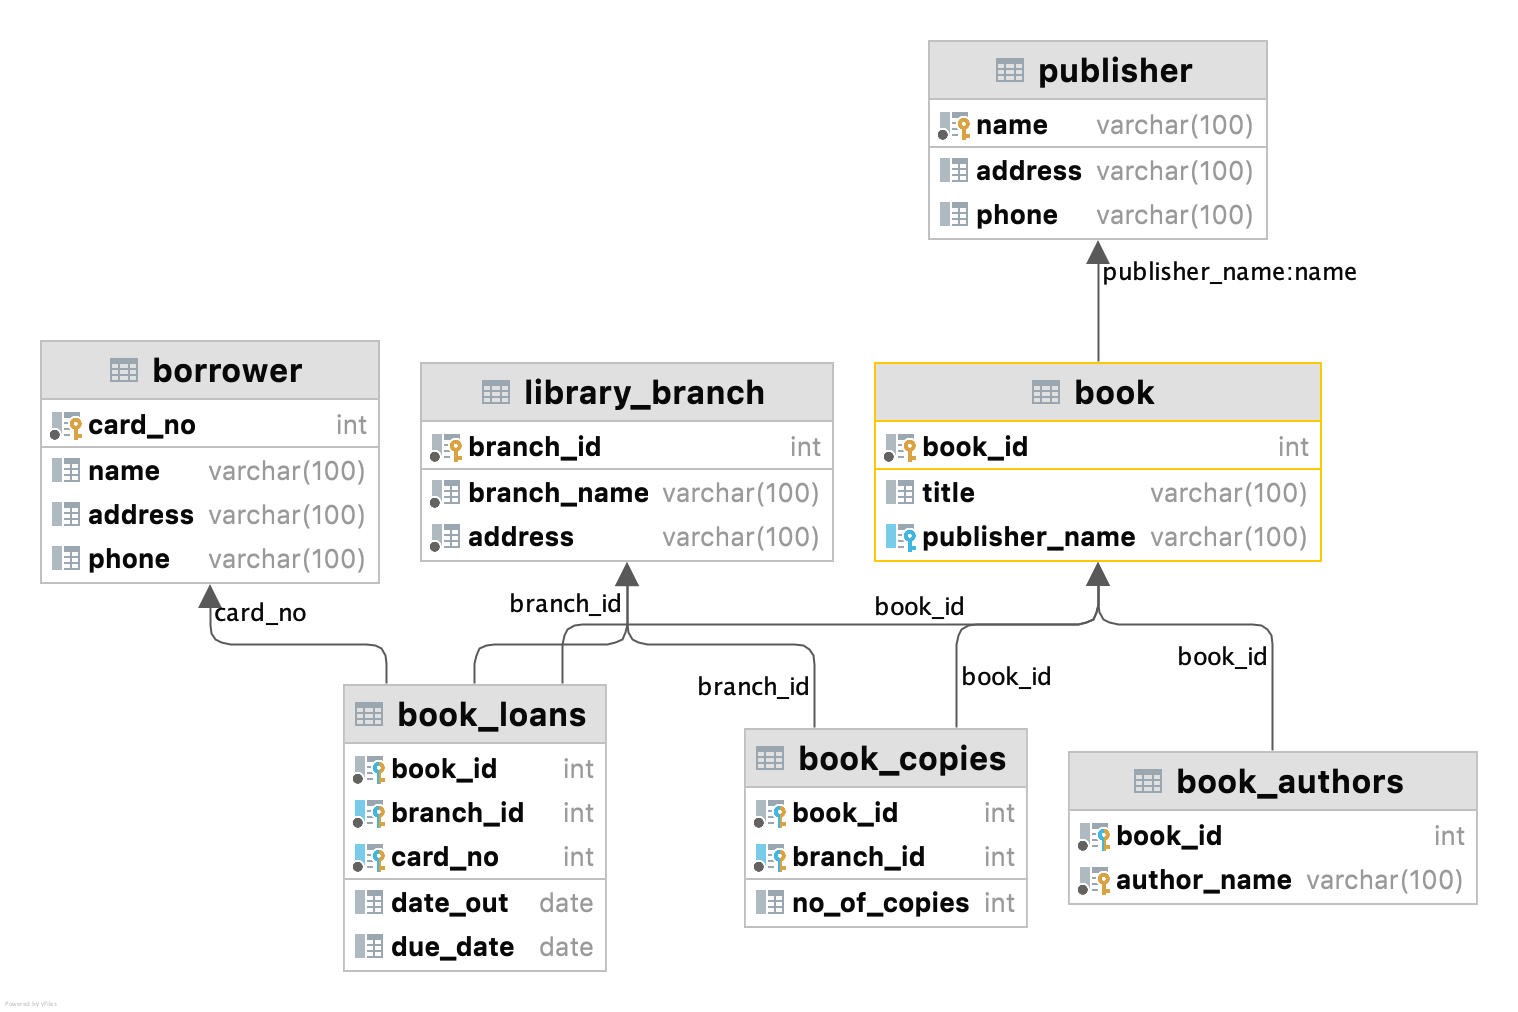 publisher
name varchar(100)
address varchar(100)
phone varchar(100)
publisher_name:name
borrower
card_no int
name varchar(100)
address varchar(100)
phone varchar(100)
library_branch
branch_id int
branch_name varchar(100)
address varchar(100)
book
book_id int
title varchar(100)
publisher_name varchar(100)
card_no
branch_id
book_id
branch_id
book_id
book_id
book_loans
book_id int
branch_id int
card_no int
date_out date
due_date date
book_copies
book_id int
branch_id int
no_of_copies int
book_authors
book_id int
author_name varchar(100)
Powered by yFiles